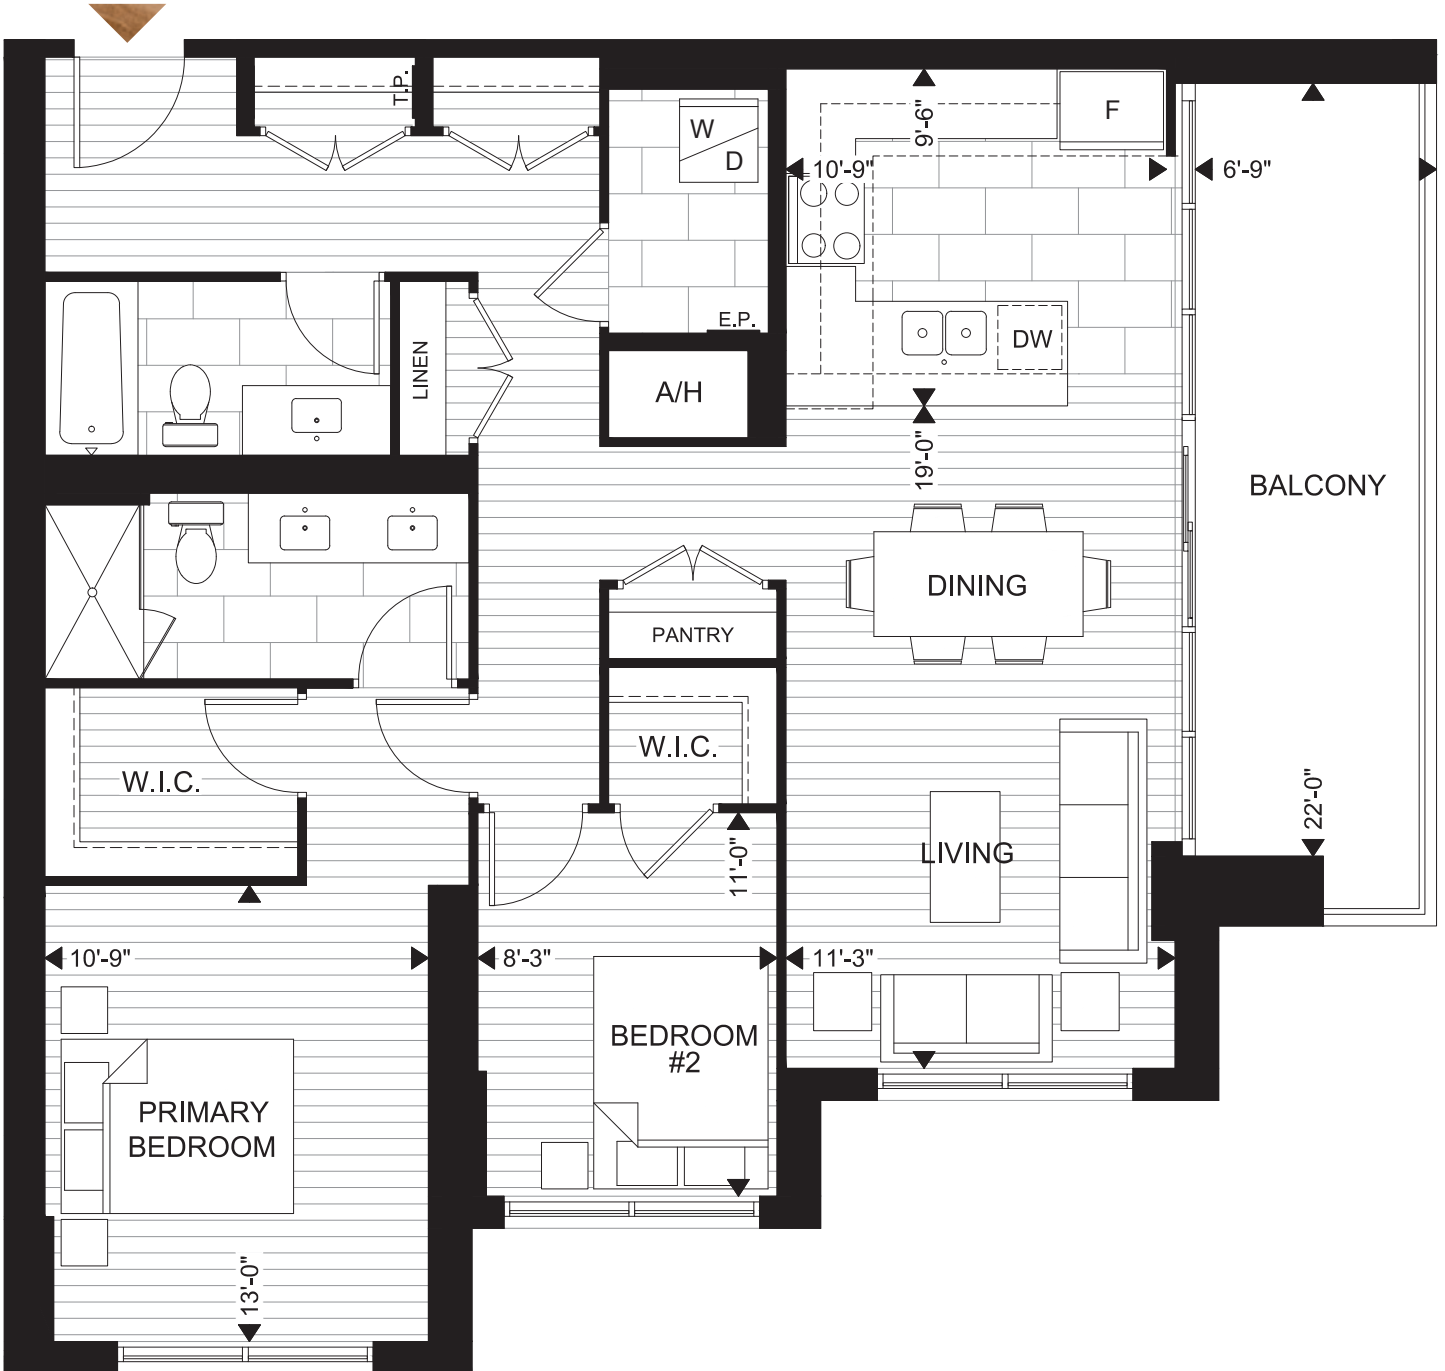 T.P.
W
D
F
9'-6"
10'-9"
6'-9"
E.P.
LINEN
A/H
DW
19'-0"
BALCONY
DINING
PANTRY
W.I.C.
W.I.C.
22'-0"
11'-0"
LIVING
10'-9"
8'-3"
11'-3"
BEDROOM
#2
PRIMARY
BEDROOM
13'-0"